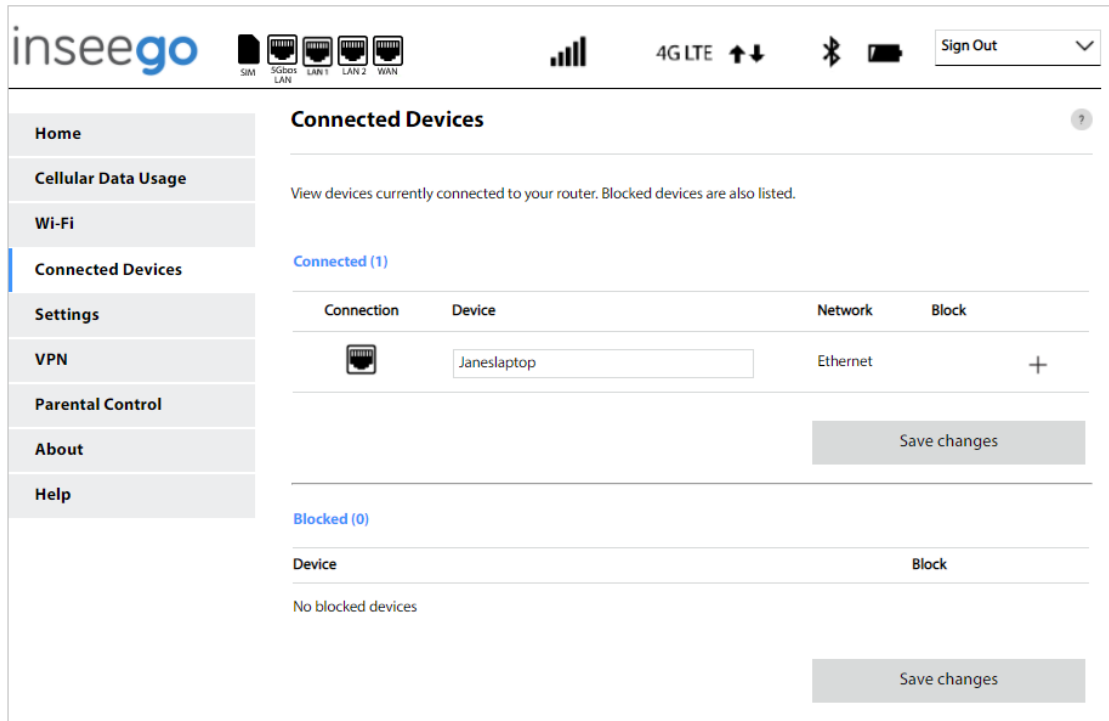 inseego
SIM
5Gbos
LAN
LAN 1
LAN 2
WAN
4G LTE
Sign Out
Home
Cellular Data Usage
Wi-Fi
Connected Devices
Settings
VPN
Parental Control
About
Help
Connected Devices
?
View devices currently connected to your router. Blocked devices are also listed.
Connected (1)
Connection Device Network Block
Janeslaptop Ethernet +
Save changes
Blocked (0)
Device Block
No blocked devices
Save changes